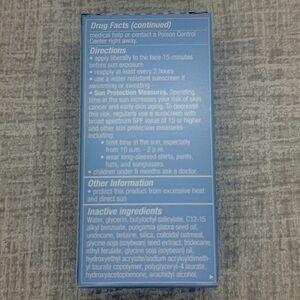 Drug Facts (continued)
medical help or contact a Poison Control
Center right away.
Directions
• apply liberally to the face 15 minutes
before sun exposure
• reapply at least every 2 hours
• use a water resistant sunscreen if
swimming or sweating
• Sun Protection Measures. Spending
time in the sun increases your risk of skin
cancer and early skin aging. To decrease
this risk, regularly use a sunscreen with
broad spectrum SPF value of 15 or higher
and other sun protection measures
including:
• limit time in the sun, especially
from 10 a.m. - 2 p.m.
• wear long-sleeved shirts, pants,
hats, and sunglasses
• children under 6 months ask a doctor.
Other Information
• protect this product from excessive heat
and direct sun
Inactive ingredients
water, glycerin, butyloctyl salicylate, C12-15
alkyl benzoate, pongamia glabra seed oil,
undecane, betaine, silica, colloidal oatmeal,
glycine soja (soybean) seed extract, tridecane,
ethyl ferulate, glycine soja (soybean) oil,
hydroxyethyl acrylate/sodium acryloyldimeth-
yl taurate copolymer, polyglyceryl-4 laurate,
hydroxyacetophenone, arachidyl alcohol,